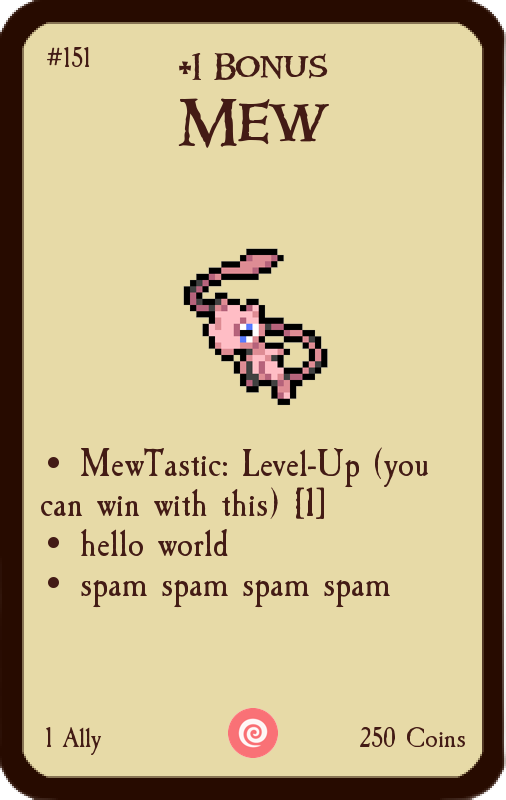 #151
+1 Bonus
Mew
• MewTastic: Level-Up (you
can win with this) [1]
• hello world
• spam spam spam spam
1 Ally
250 Coins